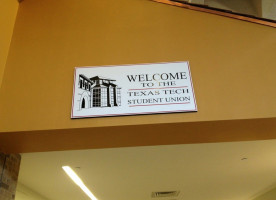 WELCOME
TO THE
TEXAS TECH
STUDENT UNION